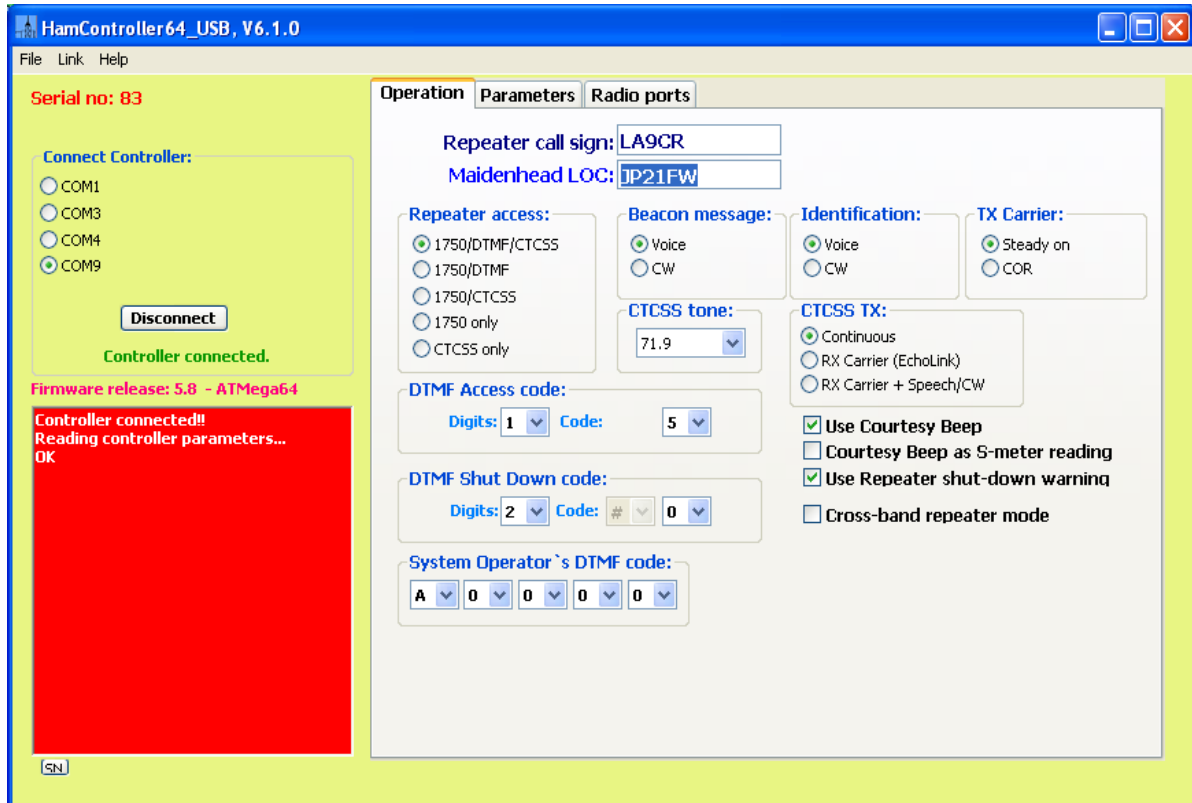 HamController64_USB, V6.1.0
File Link Help
Serial no: 83
Connect Controller:
COM1
COM3
COM4
COM9
Disconnect
Controller connected.
Firmware release: 5.8 - ATMega64
Controller connected!!
Reading controller parameters...
OK
SN
Operation Parameters Radio ports
Repeater call sign: LA9CR
Maidenhead LOC: JP21FW
Repeater access:
1750/DTMF/CTCSS
1750/DTMF
1750/CTCSS
1750 only
CTCSS only
Beacon message:
Voice
CW
Identification:
Voice
CW
TX Carrier:
Steady on
COR
CTCSS tone:
71.9
CTCSS TX:
Continuous
RX Carrier (EchoLink)
RX Carrier + Speech/CW
DTMF Access code:
Digits: 1 Code: 5
DTMF Shut Down code:
Digits: 2 Code: # 0
System Operator`s DTMF code:
A 0 0 0 0
Use Courtesy Beep
Courtesy Beep as S-meter reading
Use Repeater shut-down warning
Cross-band repeater mode